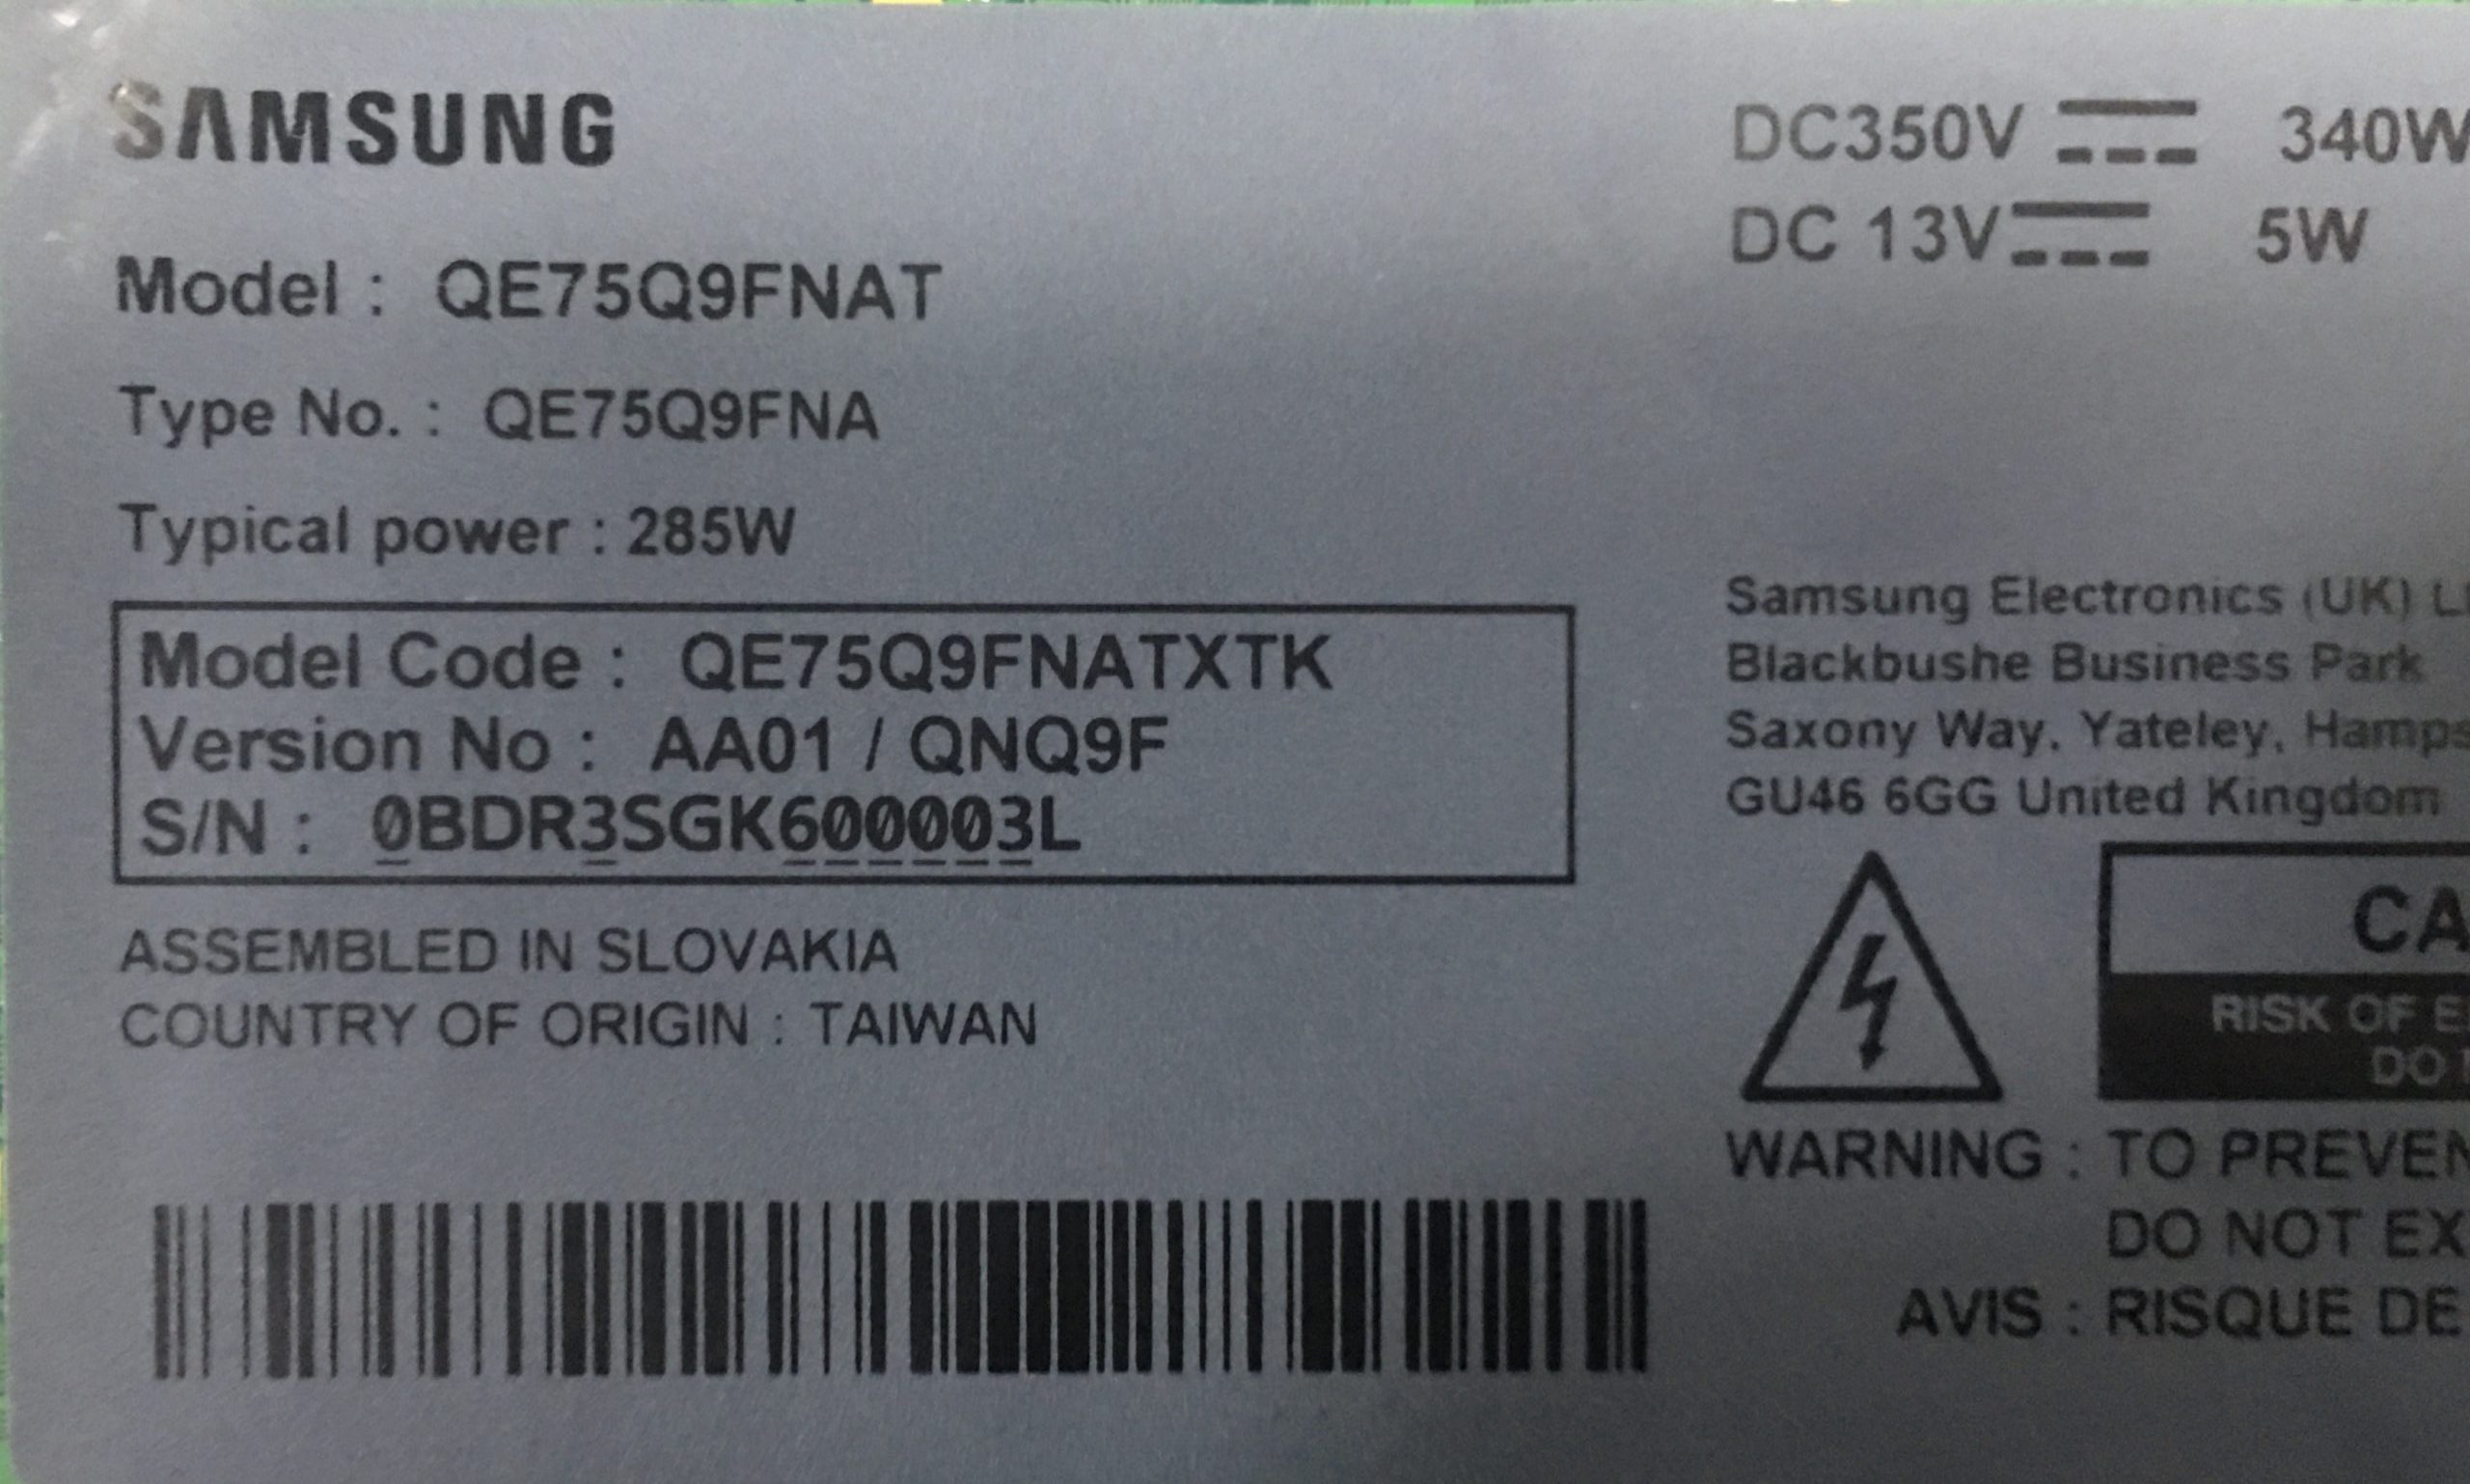 SAMSUNG
Model : QE75Q9FNAT
Type No. : QE75Q9FNA
Typical power : 285W
Model Code : QE75Q9FNATXTK
Version No : AA01 / QNQ9F
S/N : 0BDR3SGK600003L
ASSEMBLED IN SLOVAKIA
COUNTRY OF ORIGIN : TAIWAN
DC350V 340W
DC 13V 5W
Samsung Electronics (UK)
Blackbushe Business Park
Saxony Way, Yateley,
GU46 6GG United Kingdom
RISK OF
DO
WARNING : TO
DO NOT
AVIS : RISQUE DE